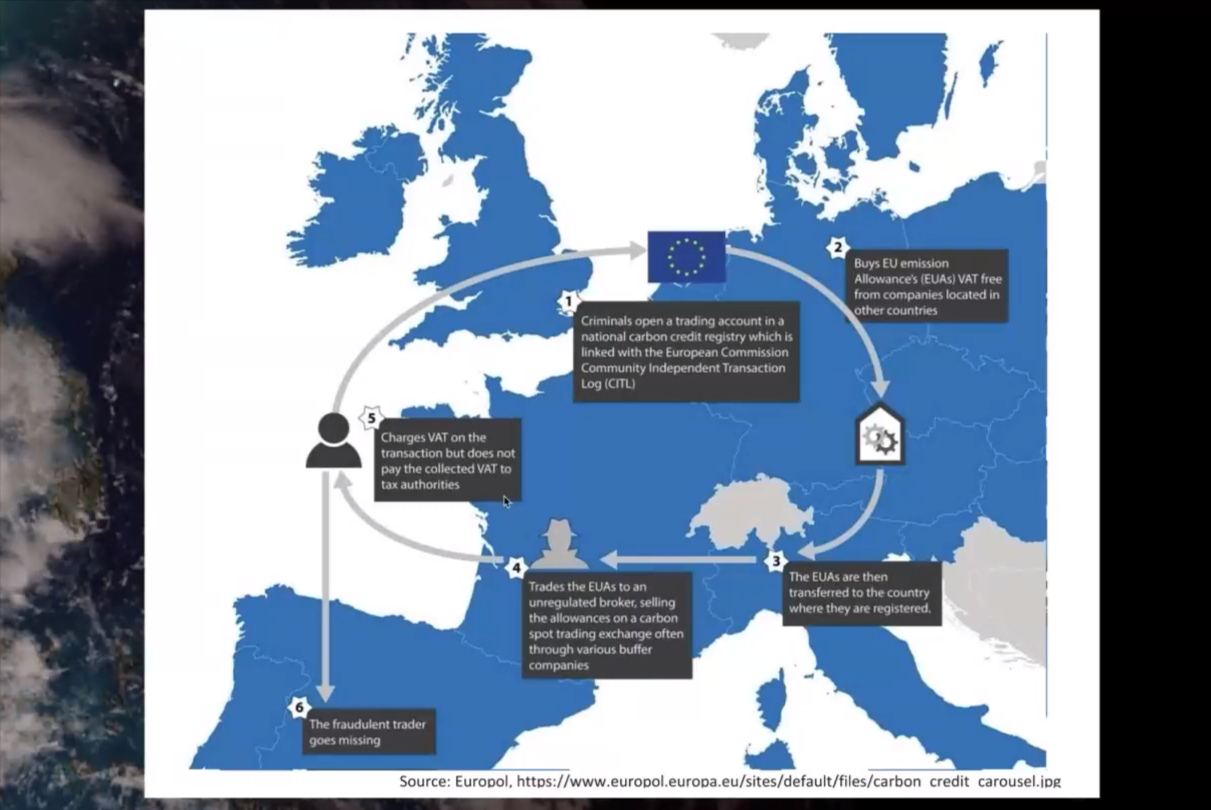 1
Criminals open a trading account in a
national carbon credit registry which is
linked with the European Commission
Community Independent Transaction
Log (CITL)
2
Buys EU emission
Allowance's (EUAs) VAT free
from companies located in
other countries
3
The EUAs are then
transferred to the country
where they are registered.
4
Trades the EUAs to an
unregulated broker, selling
the allowances on a carbon
spot trading exchange often
through various buffer
companies
5
Charges VAT on the
transaction but does not
pay the collected VAT to
tax authorities
6
The fraudulent trader
goes missing
Source: Europol, https://www.europol.europa.eu/sites/default/files/carbon_credit_carousel.jpg